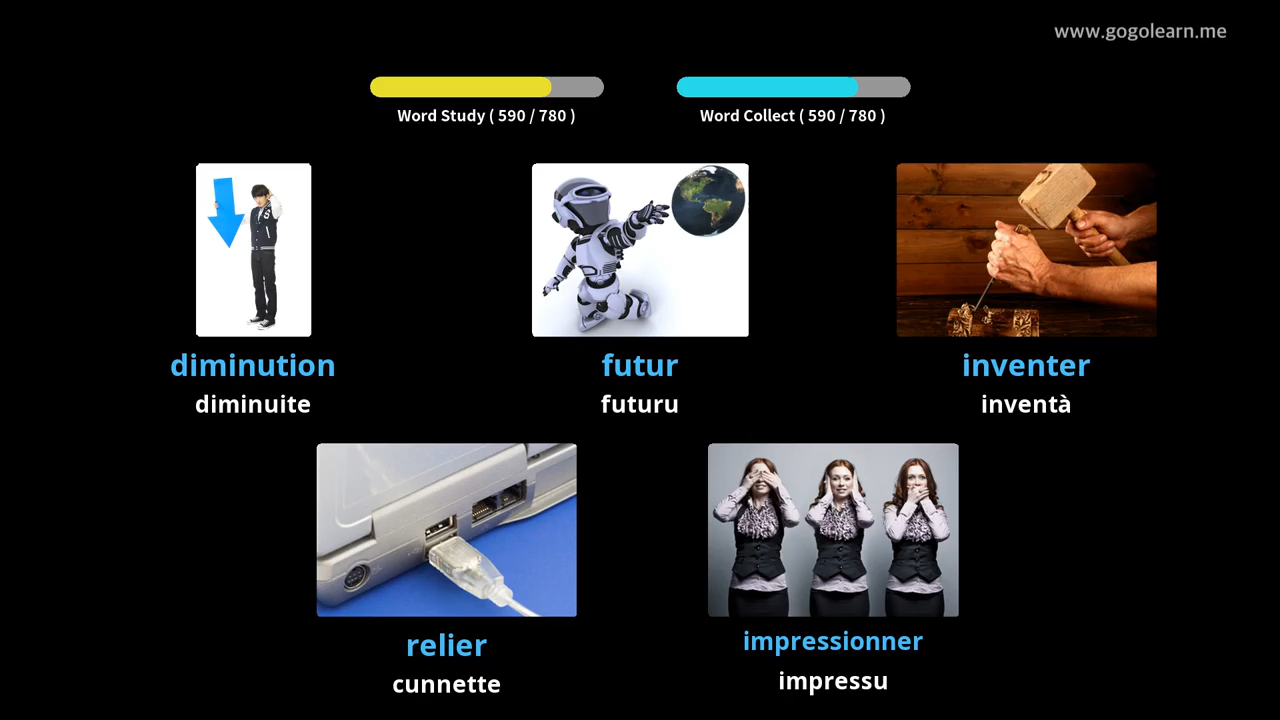 www.gogolearn.me
Word Study ( 590 / 780 )
Word Collect ( 590 / 780 )
diminution
diminuite
futur
futuru
inventer
inventà
relier
cunnette
impressionner
impressu